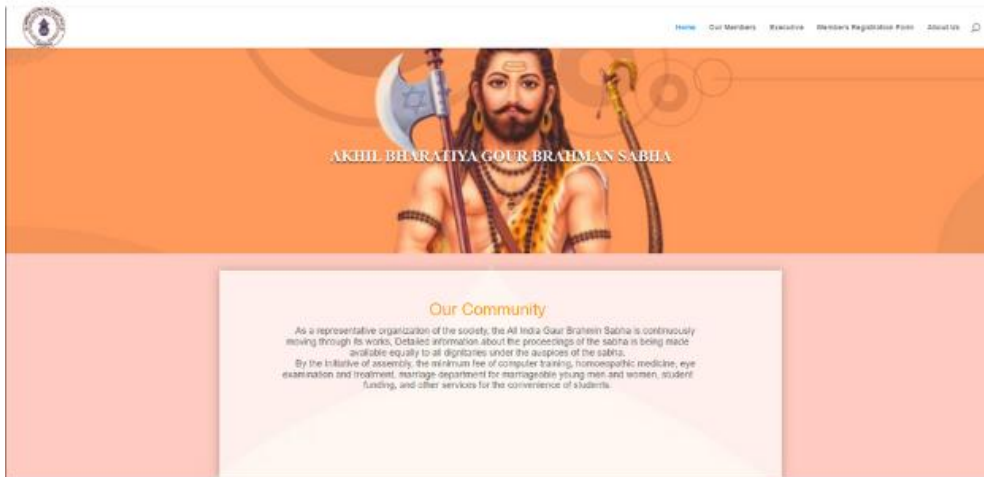 Home Our Members Executive Members Registration Form About Us
AKHIL BHARATIYA GOUR BRAHMAN SABHA
Our Community
As a representative organization of the society, the All India Gaur Brahmin Sabha is continuously
moving through its works, Detailed information about the proceedings of the sabha is being made
available equally to all dignitaries under the auspices of the sabha.
By the initiative of assembly, the minimum fee of computer training, homoeopathic medicine, eye
examination and treatment, marriage department for marriageable young men and women, student
funding, and other services for the convenience of students.